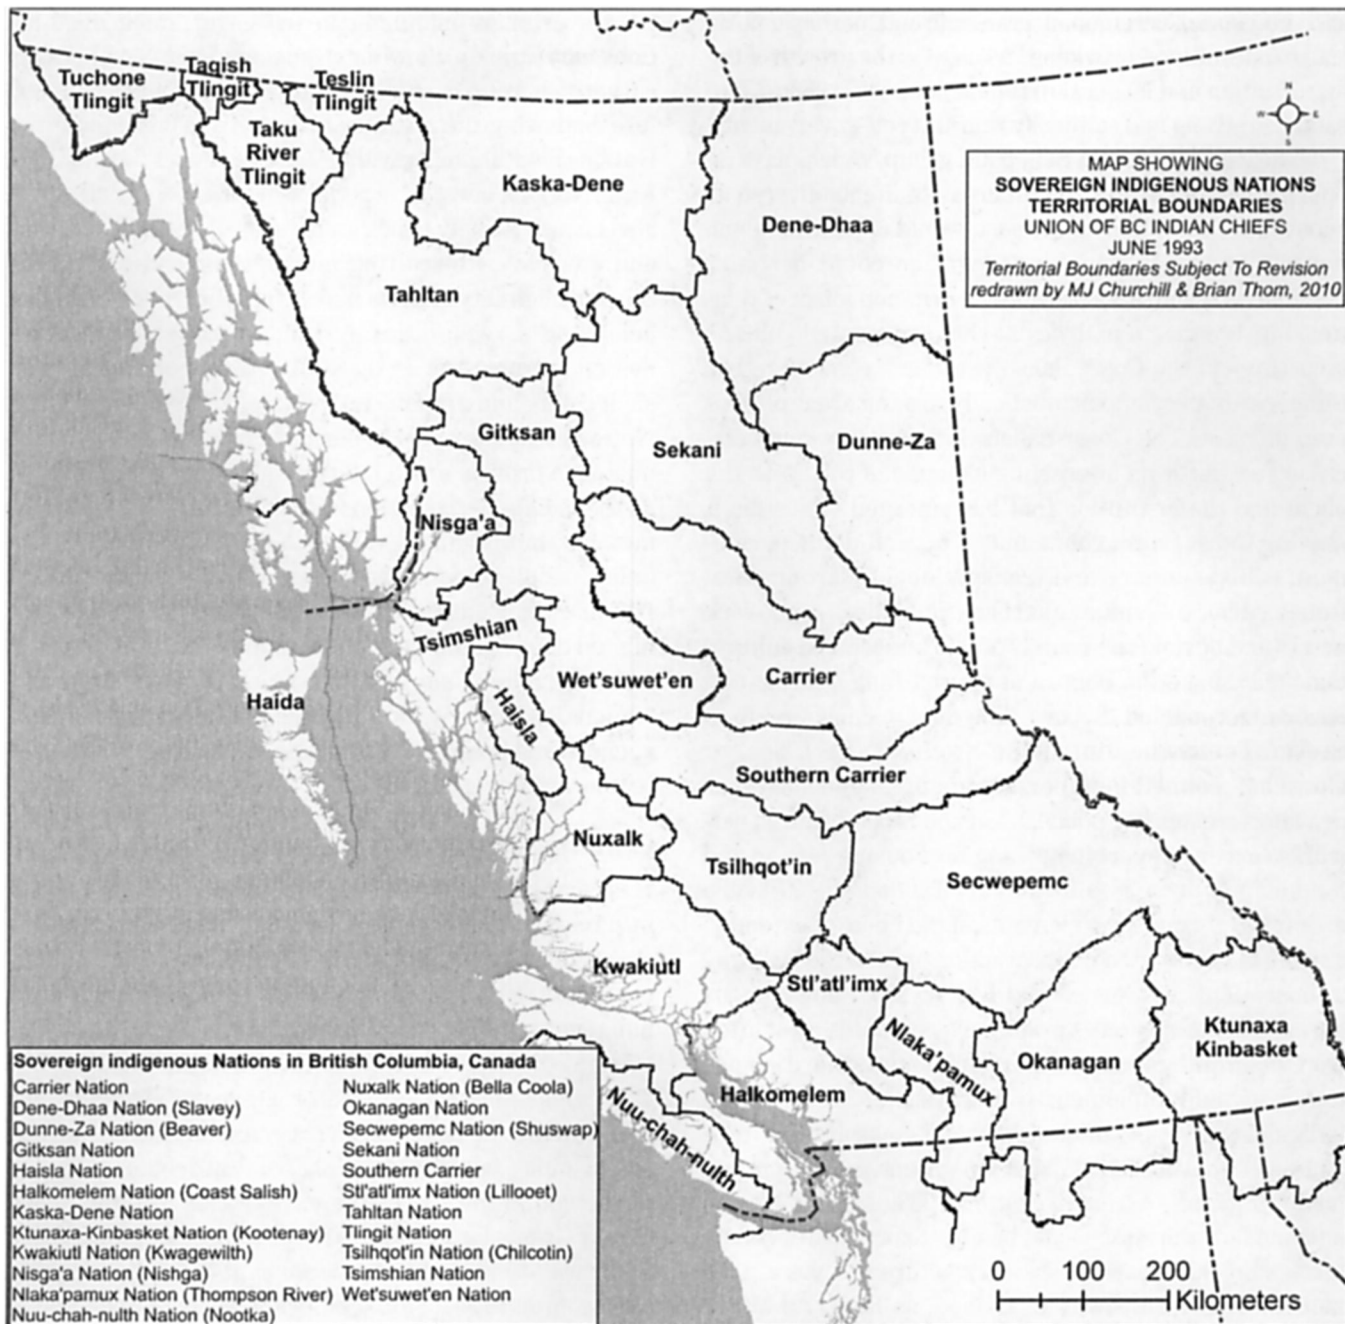 Tuchone
Tlingit
Tagish
Tlingit
Teslin
Tlingit
Taku
River
Tlingit
Kaska-Dene
Dene-Dhaa
MAP SHOWING
SOVEREIGN INDIGENOUS NATIONS
TERRITORIAL BOUNDARIES
UNION OF BC INDIAN CHIEFS
JUNE 1993
Territorial Boundaries Subject To Revision
redrawn by MJ Churchill & Brian Thom, 2010
Tahltan
Gitksan
Sekani
Dunne-Za
Nisga'a
Tsimshian
Haida
Haisla
Wet'suwet'en
Carrier
Southern Carrier
Nuxalk
Tsilhqot'in
Secwepemc
Kwakiutl
Stl'atl'imx
Nlaka'pamux
Okanagan
Ktunaxa
Kinbasket
Halkomelem
Nuu-chah-nulth
Sovereign indigenous Nations in British Columbia, Canada
Carrier Nation
Dene-Dhaa Nation (Slavey)
Dunne-Za Nation (Beaver)
Gitksan Nation
Haisla Nation
Halkomelem Nation (Coast Salish)
Kaska-Dene Nation
Ktunaxa-Kinbasket Nation (Kootenay)
Kwakiutl Nation (Kwagewilth)
Nisga'a Nation (Nishga)
Nlaka'pamux Nation (Thompson River)
Nuu-chah-nulth Nation (Nootka)
Nuxalk Nation (Bella Coola)
Okanagan Nation
Secwepemc Nation (Shuswap)
Sekani Nation
Southern Carrier
Stl'atl'imx Nation (Lillooet)
Tahltan Nation
Tlingit Nation
Tsilhqot'in Nation (Chilcotin)
Tsimshian Nation
Wet'suwet'en Nation
0 100 200
Kilometers